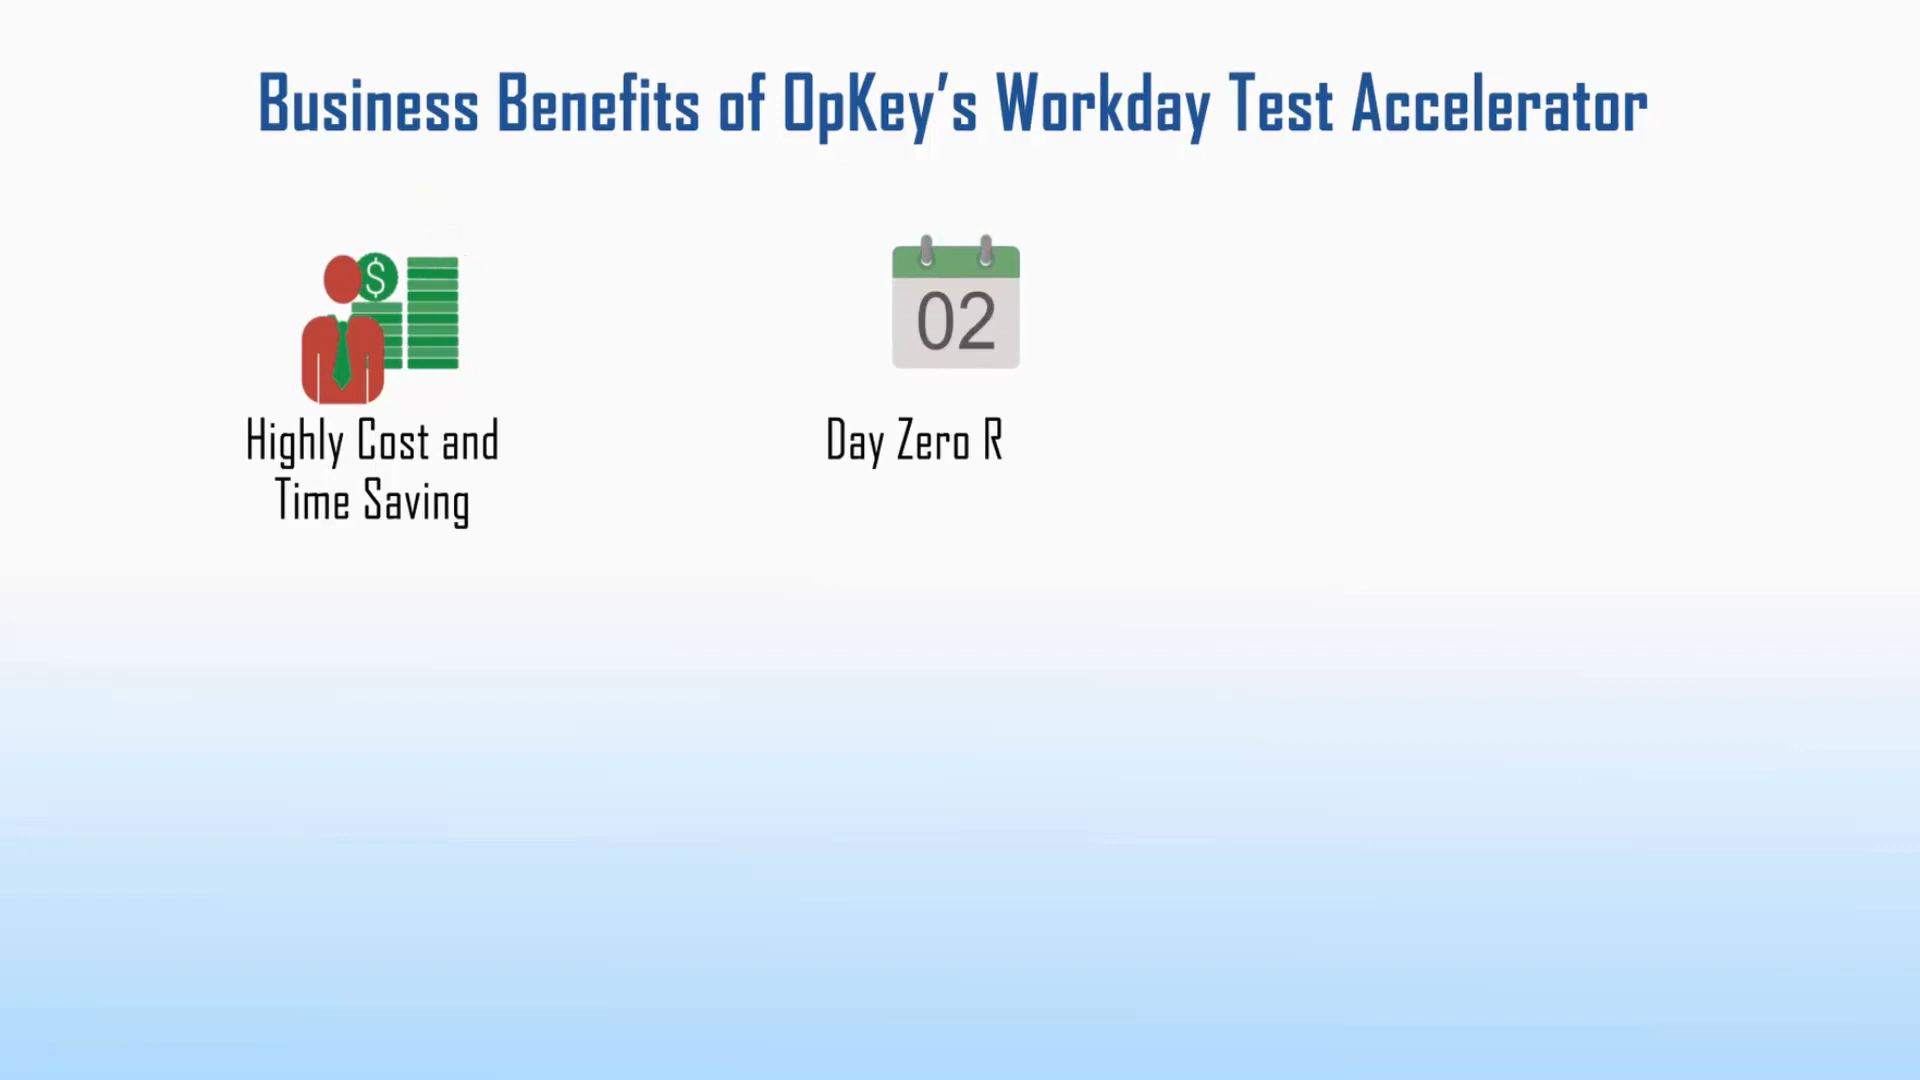 Business Benefits of OpKey’s Workday Test Accelerator
$
02
Highly Cost and
Time Saving
Day Zero R